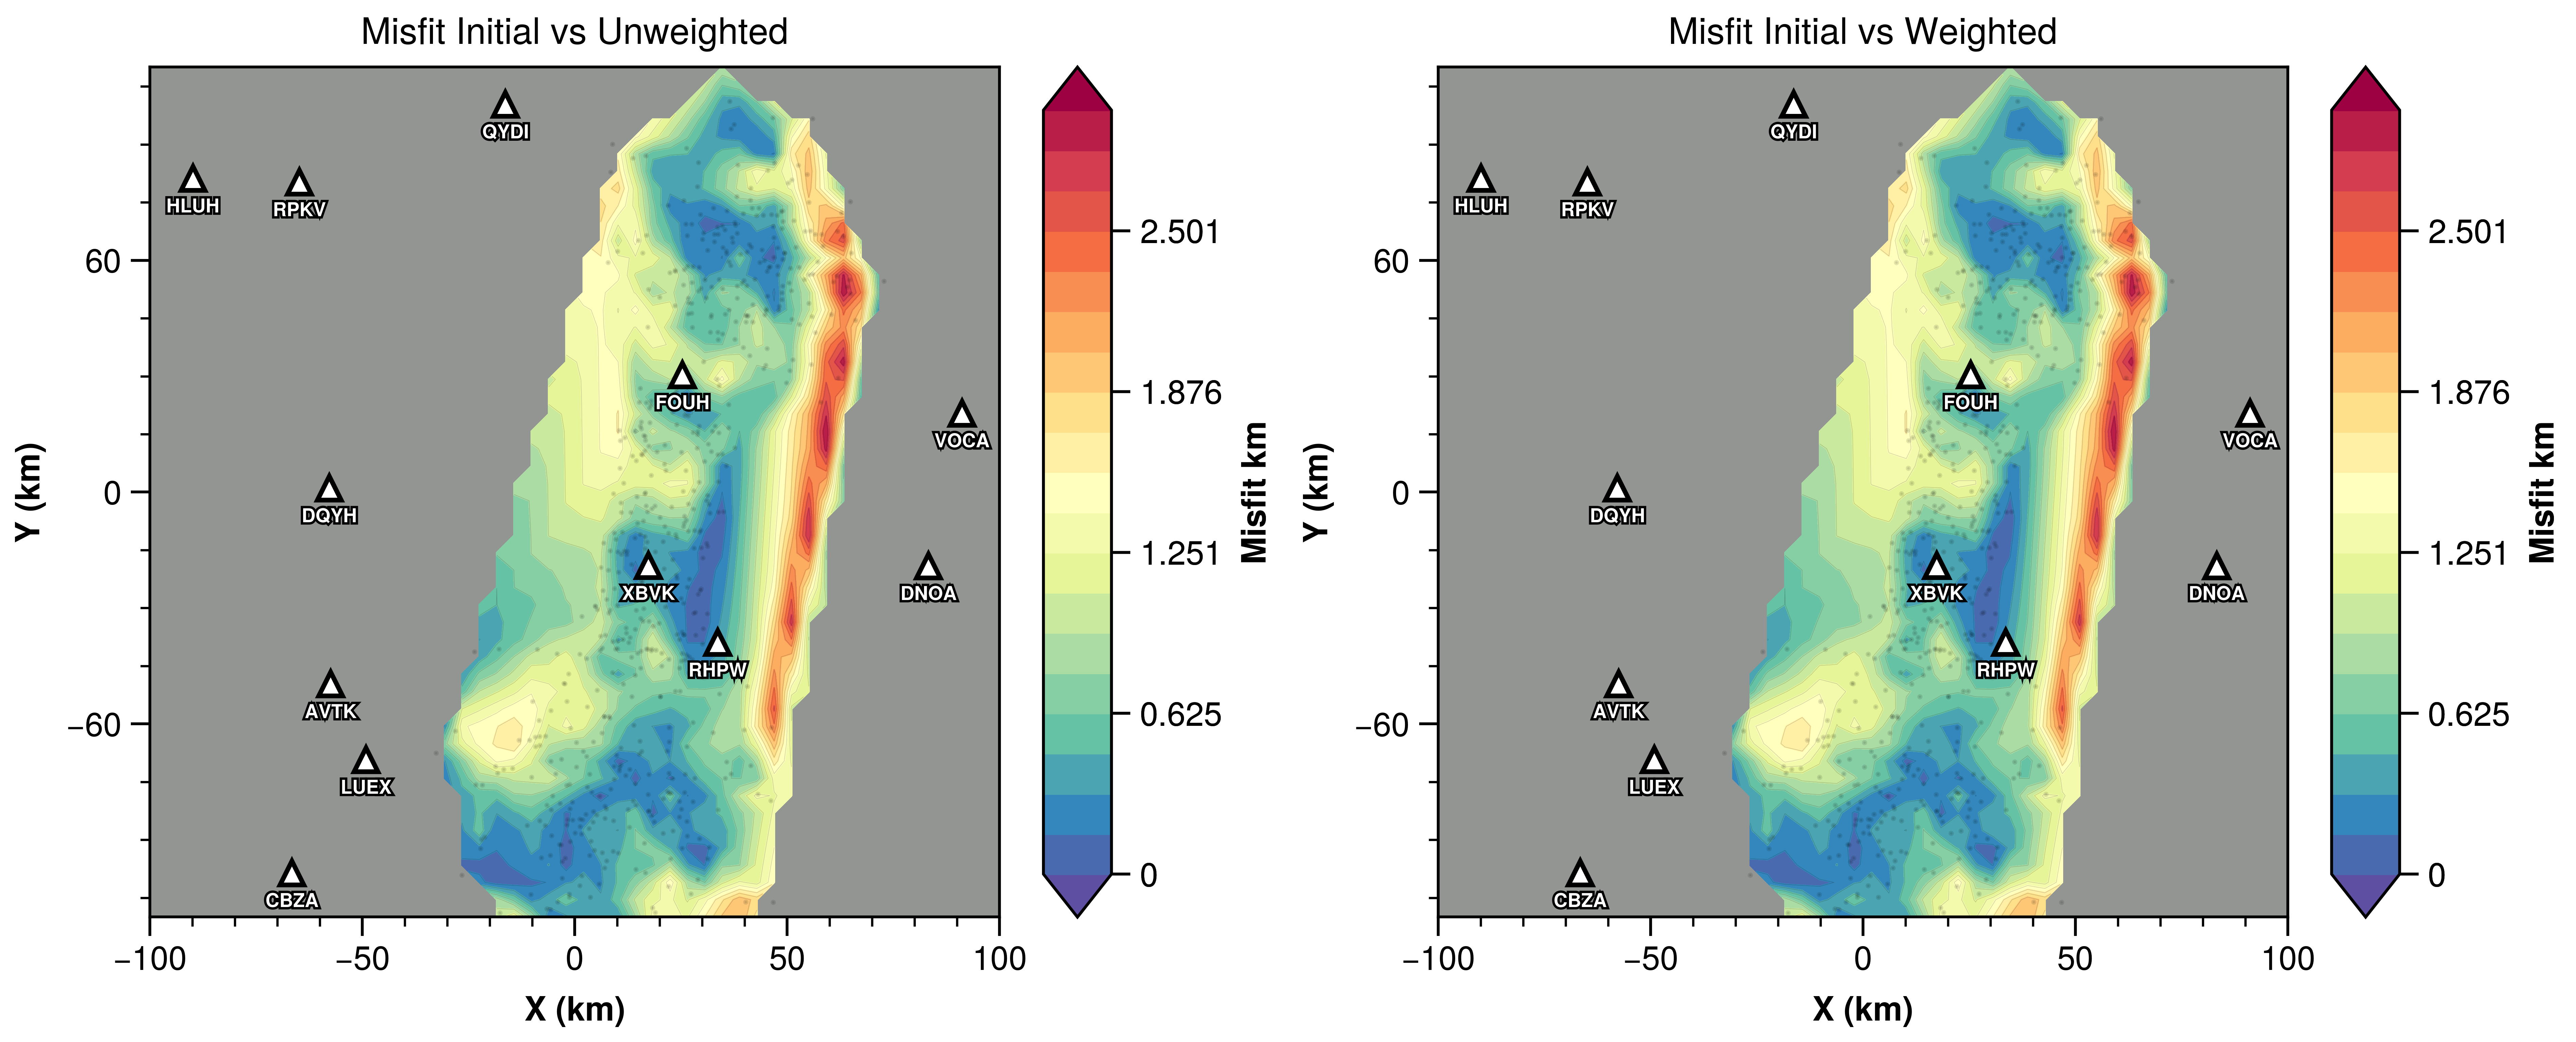 Misfit Initial vs Unweighted
QYDI
HLUH
RPKV
FOUH
VOCA
DQYH
XBVK
DNOA
RHPW
AVTK
LUEX
CBZA
60
0
−60
Y (km)
−100
−50
0
50
100
X (km)
2.501
1.876
1.251
0.625
0
Misfit km
Misfit Initial vs Weighted
QYDI
HLUH
RPKV
FOUH
VOCA
DQYH
XBVK
DNOA
RHPW
AVTK
LUEX
CBZA
60
0
−60
Y (km)
−100
−50
0
50
100
X (km)
2.501
1.876
1.251
0.625
0
Misfit km